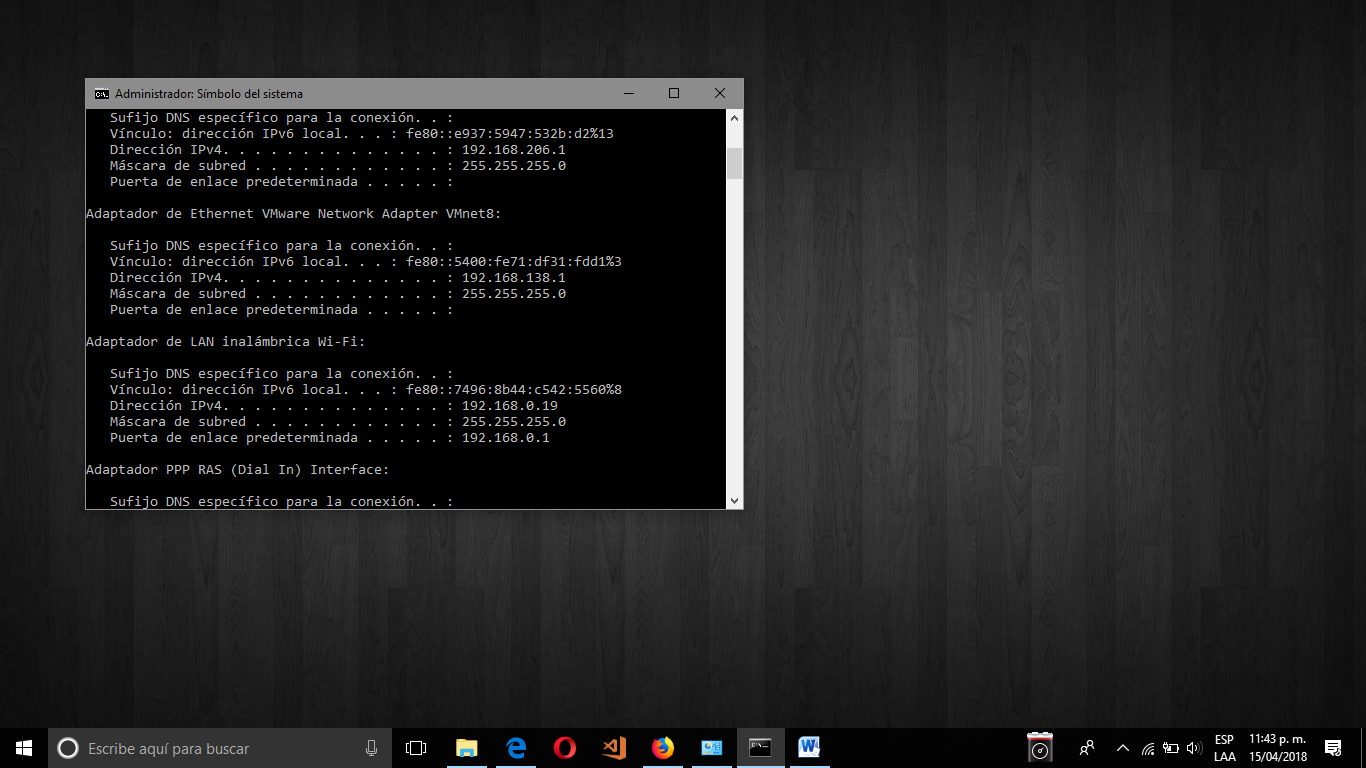 Administrador: Símbolo del sistema
Sufijo DNS específico para la conexión. . :
Vínculo: dirección IPv6 local. . . : fe80::e937:5947:532b:d2%13
Dirección IPv4. . . . . . . . . . . . . . : 192.168.206.1
Máscara de subred . . . . . . . . . . . . : 255.255.255.0
Puerta de enlace predeterminada . . . . . :
Adaptador de Ethernet VMware Network Adapter VMnet8:
Sufijo DNS específico para la conexión. . :
Vínculo: dirección IPv6 local. . . : fe80::5400:fe71:df31:fdd1%3
Dirección IPv4. . . . . . . . . . . . . . : 192.168.138.1
Máscara de subred . . . . . . . . . . . . : 255.255.255.0
Puerta de enlace predeterminada . . . . . :
Adaptador de LAN inalámbrica Wi-Fi:
Sufijo DNS específico para la conexión. . :
Vínculo: dirección IPv6 local. . . : fe80::7496:8b44:c542:5560%8
Dirección IPv4. . . . . . . . . . . . . . : 192.168.0.19
Máscara de subred . . . . . . . . . . . . : 255.255.255.0
Puerta de enlace predeterminada . . . . . : 192.168.0.1
Adaptador PPP RAS (Dial In) Interface:
Sufijo DNS específico para la conexión. . :
Escribe aquí para buscar
ESP
LAA
11:43 p. m.
15/04/2018